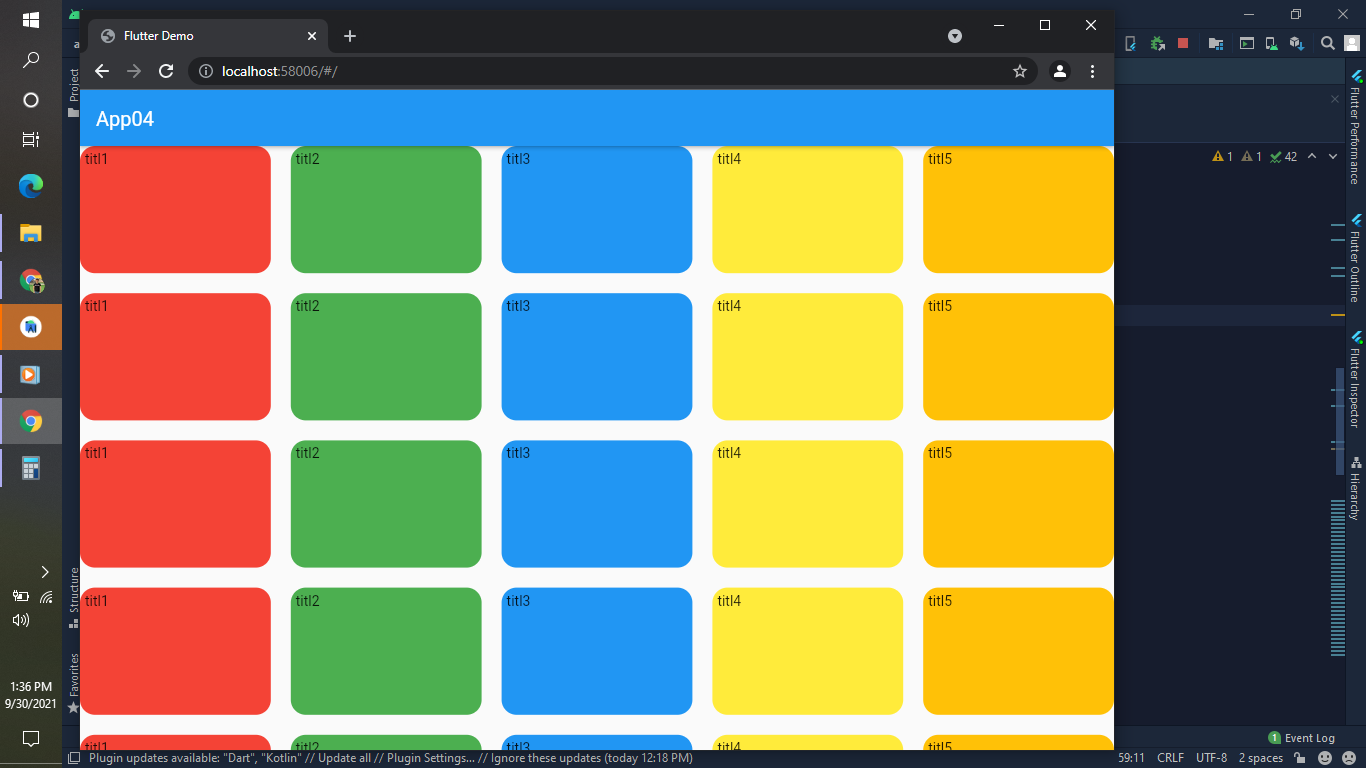 Flutter Demo
localhost:58006/#/
App04
titl1 titl2 titl3 titl4 titl5
titl1 titl2 titl3 titl4 titl5
titl1 titl2 titl3 titl4 titl5
titl1 titl2 titl3 titl4 titl5
titl1 titl2 titl3 titl4 titl5
Project
Structure
Favorites
1 1 42
Flutter Performance
Flutter Outline
Flutter Inspector
Hierarchy
1:36 PM
9/30/2021
1 Event Log
Plugin updates available: "Dart", "Kotlin" // Update all // Plugin Settings... // Ignore these updates (today 12:18 PM)
59:11 CRLF UTF-8 2 spaces